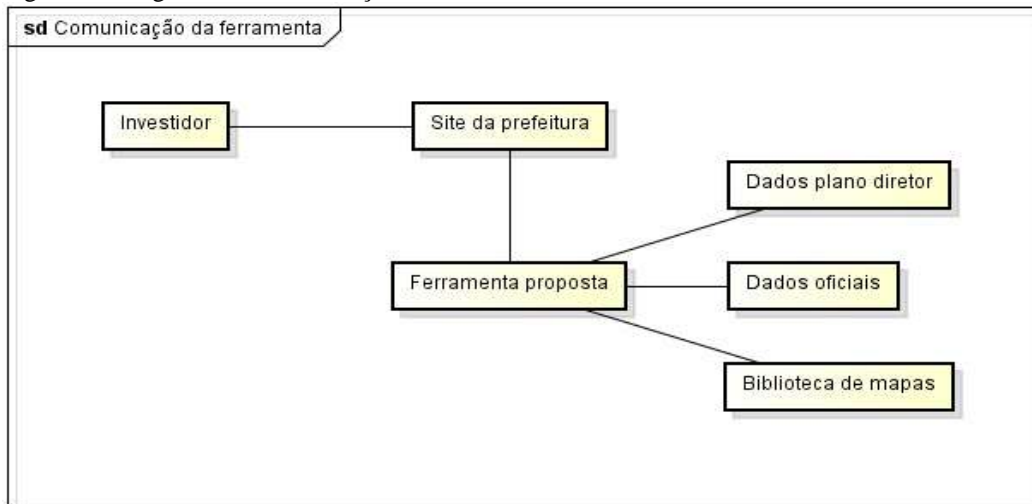 sd Comunicação da ferramenta
Investidor
Site da prefeitura
Dados plano diretor
Ferramenta proposta
Dados oficiais
Biblioteca de mapas